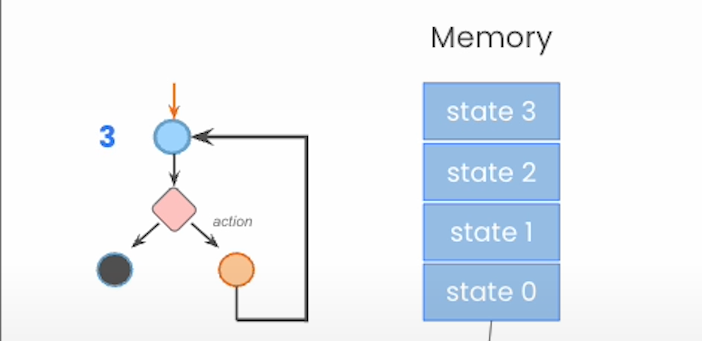 Memory
3
state 3
state 2
action
state 1
state 0